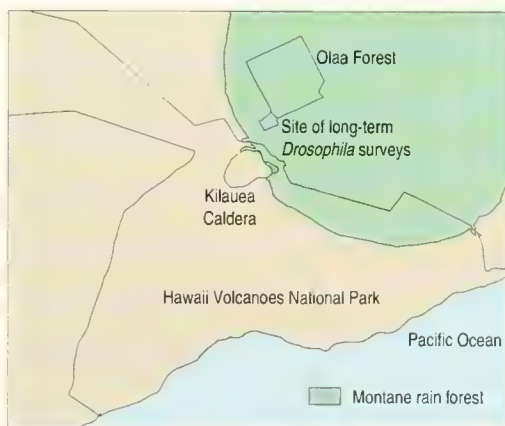 Olaa Forest
Site of long-term
Drosophila surveys
Kilauea
Caldera
Hawaii Volcanoes National Park
Pacific Ocean
Montane rain forest